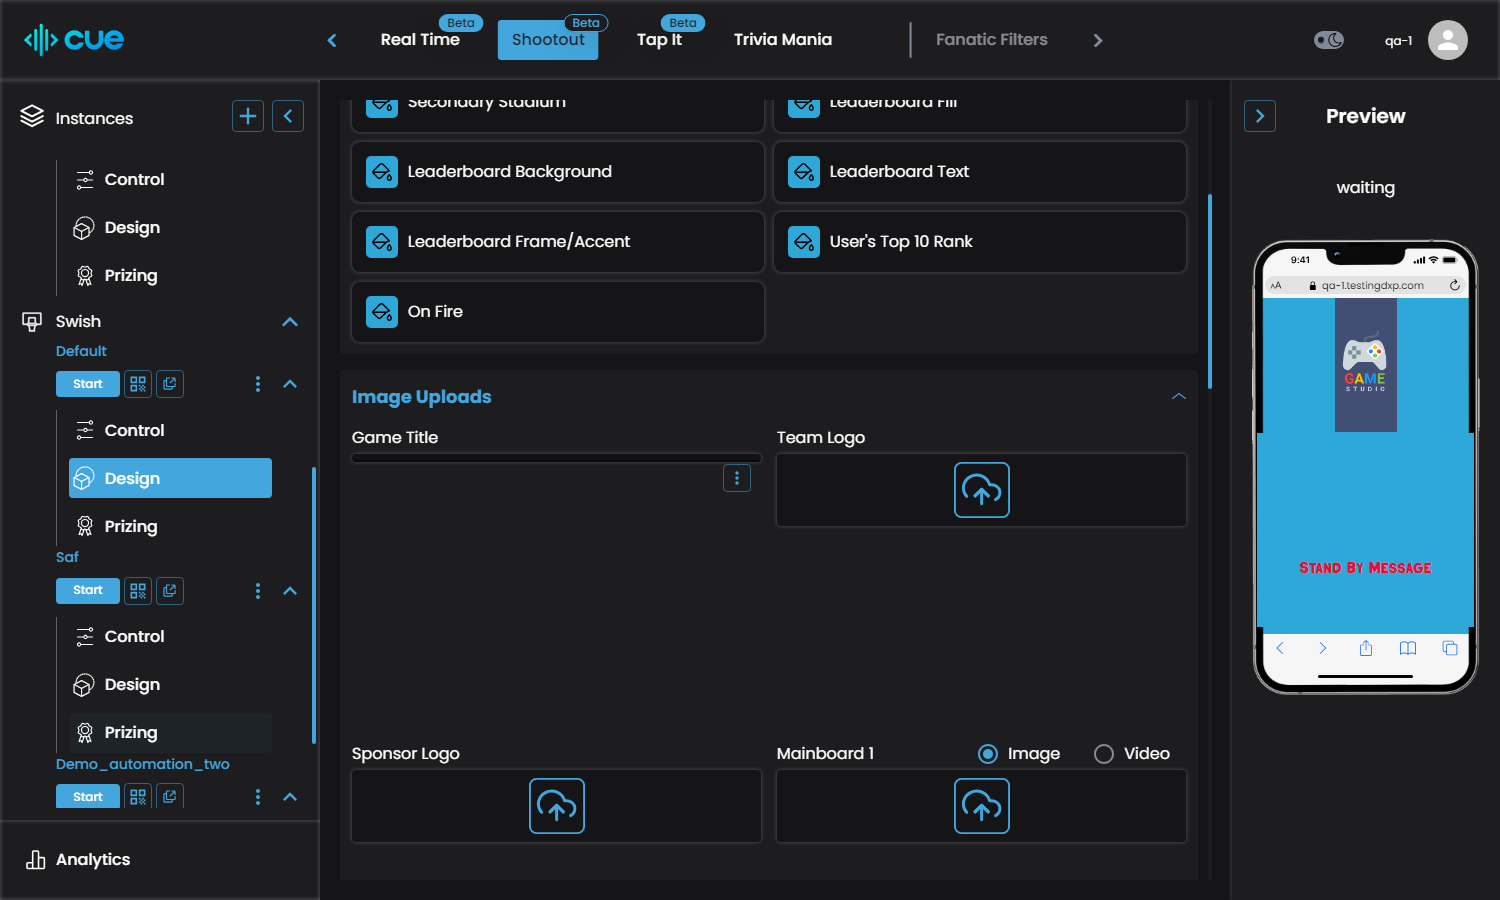 cue
Real Time
Beta
Shootout
Beta
Tap It
Beta
Trivia Mania
Fanatic Filters
qa-1
Instances
Control
Design
Prizing
Swish
Default
Start
Control
Design
Prizing
Saf
Start
Control
Design
Prizing
Demo_automation_two
Start
Analytics
Secondary Stadium
Leaderboard Fill
Leaderboard Background
Leaderboard Text
Leaderboard Frame/Accent
User's Top 10 Rank
On Fire
Image Uploads
Game Title
Team Logo
Sponsor Logo
Mainboard 1
Image
Video
Preview
waiting
9:41
AA
qa-1.testingdxp.com
GAME
STUDIO
Stand By Message